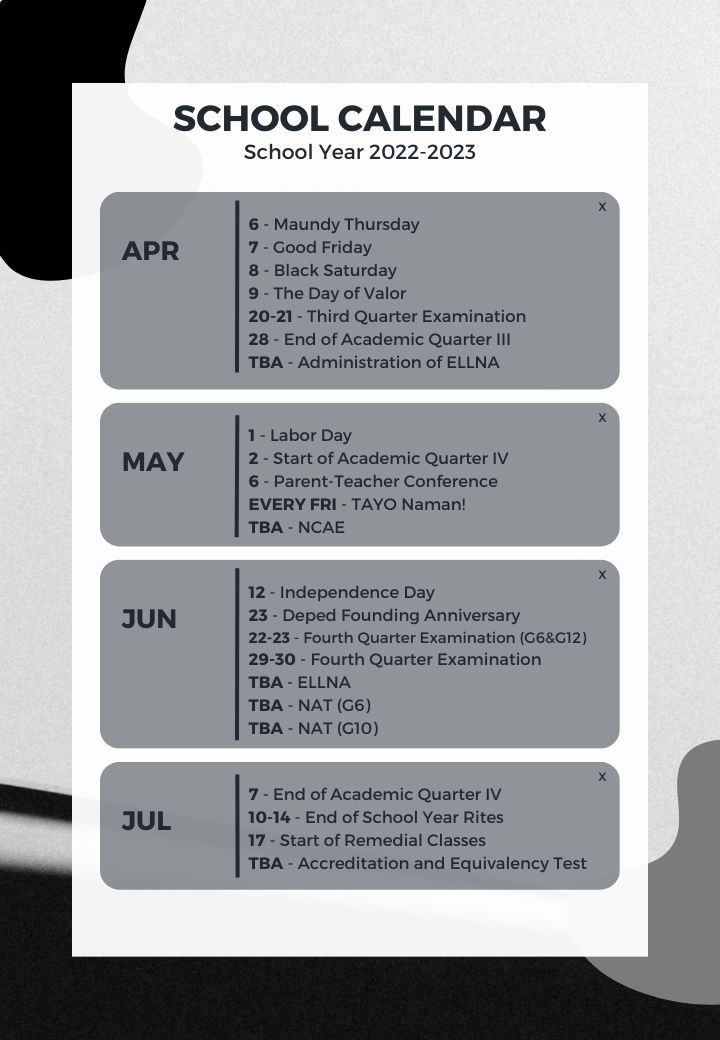 SCHOOL CALENDAR
School Year 2022-2023
x
APR
6 - Maundy Thursday
7 - Good Friday
8 - Black Saturday
9 - The Day of Valor
20-21 - Third Quarter Examination
28 - End of Academic Quarter III
TBA - Administration of ELLNA
x
MAY
1 - Labor Day
2 - Start of Academic Quarter IV
6 - Parent-Teacher Conference
EVERY FRI - TAYO Naman!
TBA - NCAE
x
JUN
12 - Independence Day
23 - Deped Founding Anniversary
22-23 - Fourth Quarter Examination (G6&G12)
29-30 - Fourth Quarter Examination
TBA - ELLNA
TBA - NAT (G6)
TBA - NAT (G10)
x
JUL
7 - End of Academic Quarter IV
10-14 - End of School Year Rites
17 - Start of Remedial Classes
TBA - Accreditation and Equivalency Test